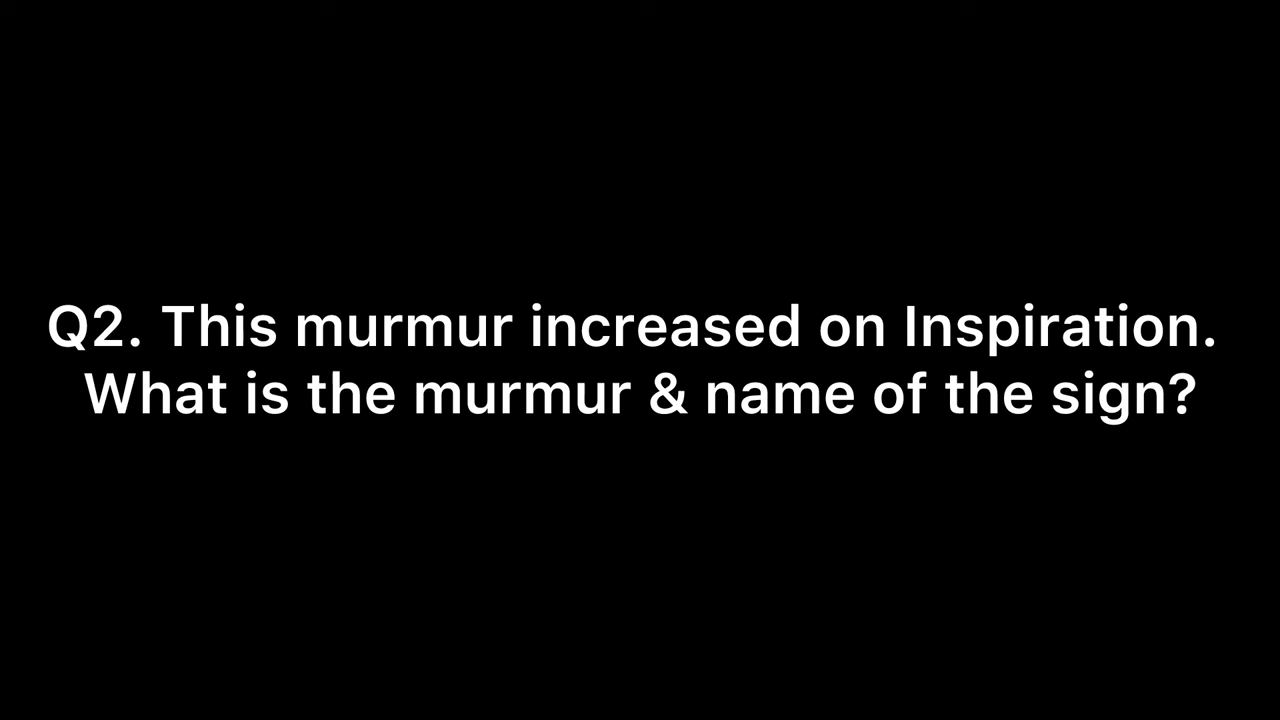 Q2. This murmur increased on Inspiration.
What is the murmur & name of the sign?